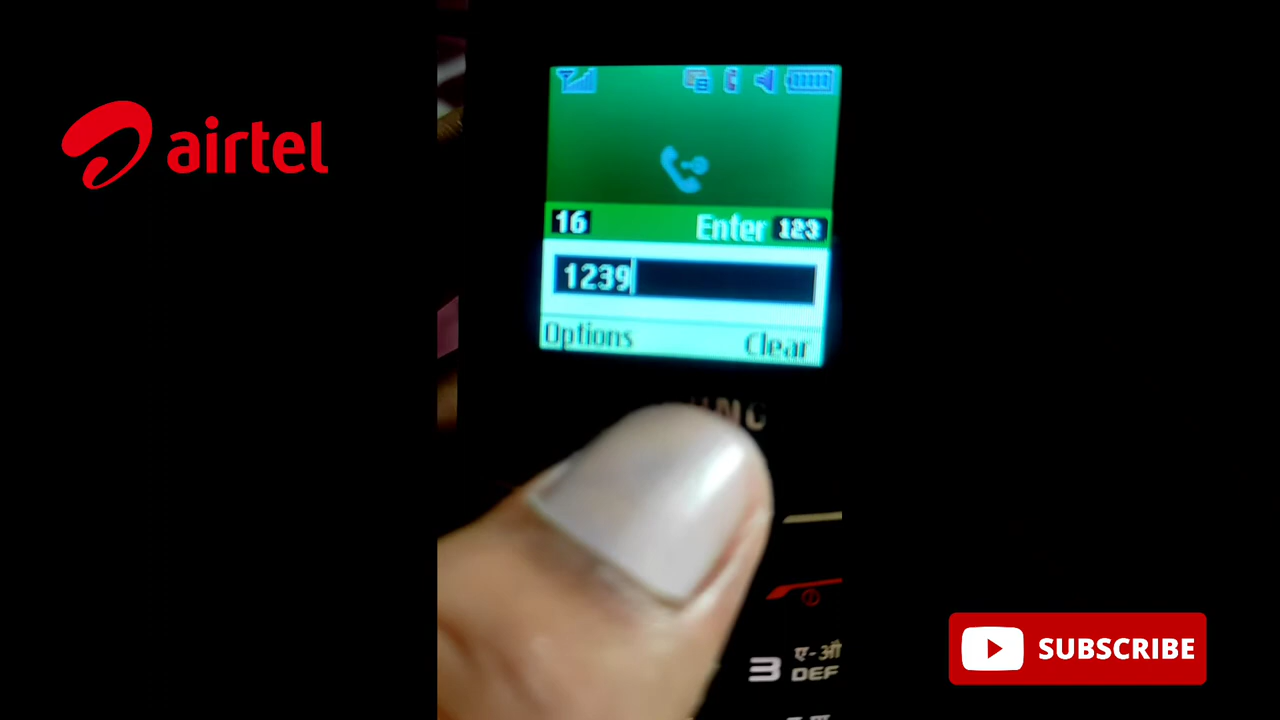 airtel
16 Enter 123
1239
Options Clear
3 ए-औ
DEF
SUBSCRIBE